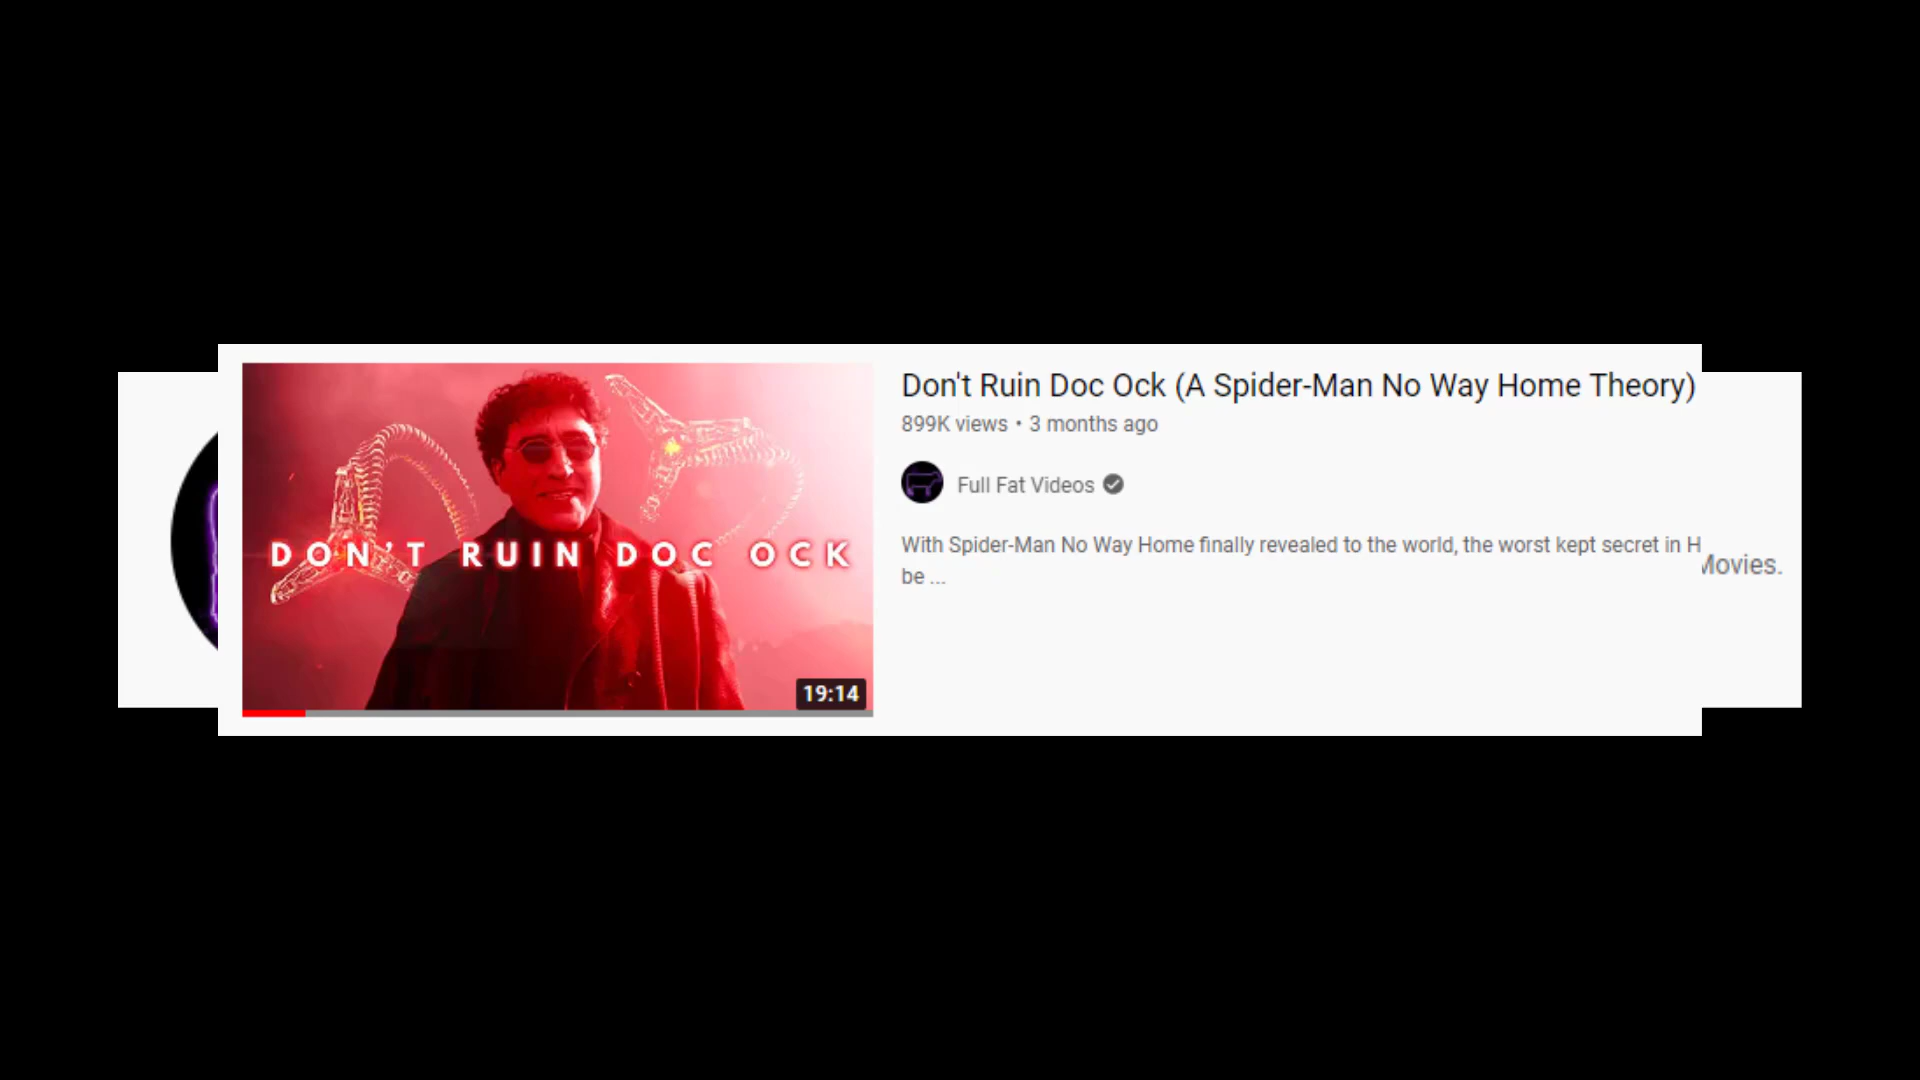 DON'T RUIN DOC OCK
19:14
Don't Ruin Doc Ock (A Spider-Man No Way Home Theory)
899K views • 3 months ago
Full Fat Videos
With Spider-Man No Way Home finally revealed to the world, the worst kept secret in H
be ...
Movies.